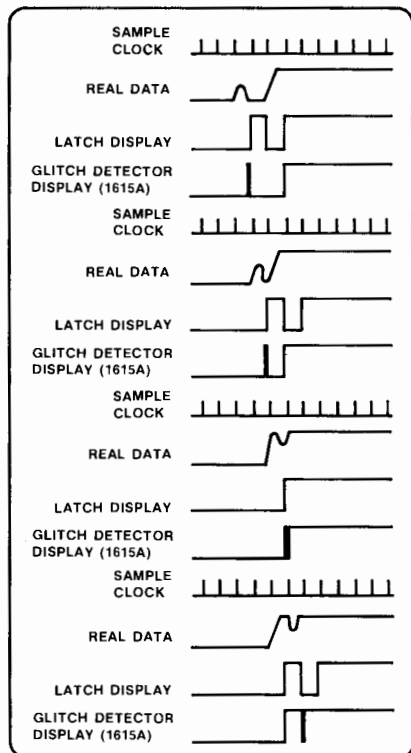 SAMPLE
CLOCK
REAL DATA
LATCH DISPLAY
GLITCH DETECTOR
DISPLAY (1615A)
SAMPLE
CLOCK
REAL DATA
LATCH DISPLAY
GLITCH DETECTOR
DISPLAY (1615A)
SAMPLE
CLOCK
REAL DATA
LATCH DISPLAY
GLITCH DETECTOR
DISPLAY (1615A)
SAMPLE
CLOCK
REAL DATA
LATCH DISPLAY
GLITCH DETECTOR
DISPLAY (1615A)